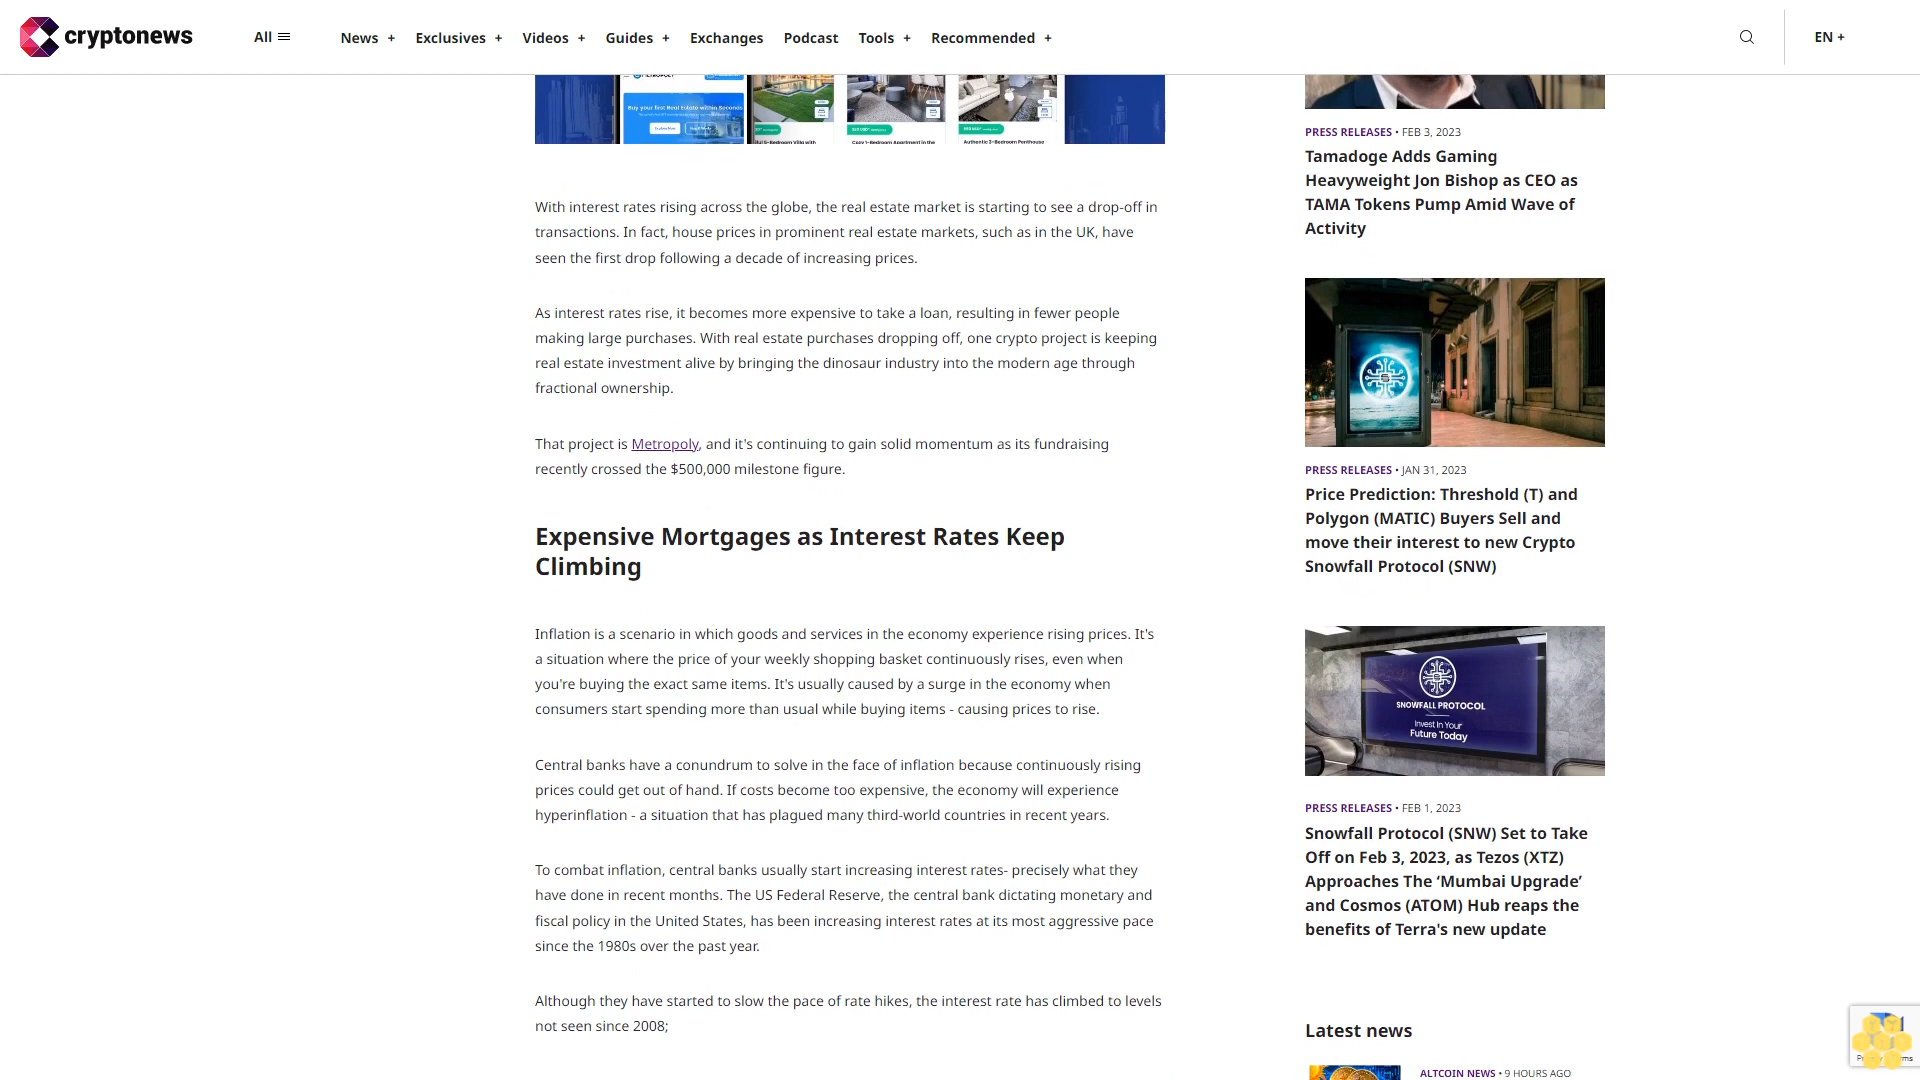 cryptonews
All
News +
Exclusives +
Videos +
Guides +
Exchanges
Podcast
Tools +
Recommended +
EN +
Buy your first Real Estate within Seconds
Cozy 1-Bedroom Apartment in the
Authentic 3-Bedroom Penthouse
With interest rates rising across the globe, the real estate market is starting to see a drop-off in
transactions. In fact, house prices in prominent real estate markets, such as in the UK, have
seen the first drop following a decade of increasing prices.
As interest rates rise, it becomes more expensive to take a loan, resulting in fewer people
making large purchases. With real estate purchases dropping off, one crypto project is keeping
real estate investment alive by bringing the dinosaur industry into the modern age through
fractional ownership.
That project is Metropoly, and it's continuing to gain solid momentum as its fundraising
recently crossed the $500,000 milestone figure.
Expensive Mortgages as Interest Rates Keep
Climbing
Inflation is a scenario in which goods and services in the economy experience rising prices. It's
a situation where the price of your weekly shopping basket continuously rises, even when
you're buying the exact same items. It's usually caused by a surge in the economy when
consumers start spending more than usual while buying items - causing prices to rise.
Central banks have a conundrum to solve in the face of inflation because continuously rising
prices could get out of hand. If costs become too expensive, the economy will experience
hyperinflation - a situation that has plagued many third-world countries in recent years.
To combat inflation, central banks usually start increasing interest rates- precisely what they
have done in recent months. The US Federal Reserve, the central bank dictating monetary and
fiscal policy in the United States, has been increasing interest rates at its most aggressive pace
since the 1980s over the past year.
Although they have started to slow the pace of rate hikes, the interest rate has climbed to levels
not seen since 2008;
PRESS RELEASES • FEB 3, 2023
Tamadoge Adds Gaming
Heavyweight Jon Bishop as CEO as
TAMA Tokens Pump Amid Wave of
Activity
PRESS RELEASES • JAN 31, 2023
Price Prediction: Threshold (T) and
Polygon (MATIC) Buyers Sell and
move their interest to new Crypto
Snowfall Protocol (SNW)
SNOWFALL PROTOCOL
Invest In Your
Future Today
PRESS RELEASES • FEB 1, 2023
Snowfall Protocol (SNW) Set to Take
Off on Feb 3, 2023, as Tezos (XTZ)
Approaches The ‘Mumbai Upgrade’
and Cosmos (ATOM) Hub reaps the
benefits of Terra's new update
Latest news
ALTCOIN NEWS • 9 HOURS AGO